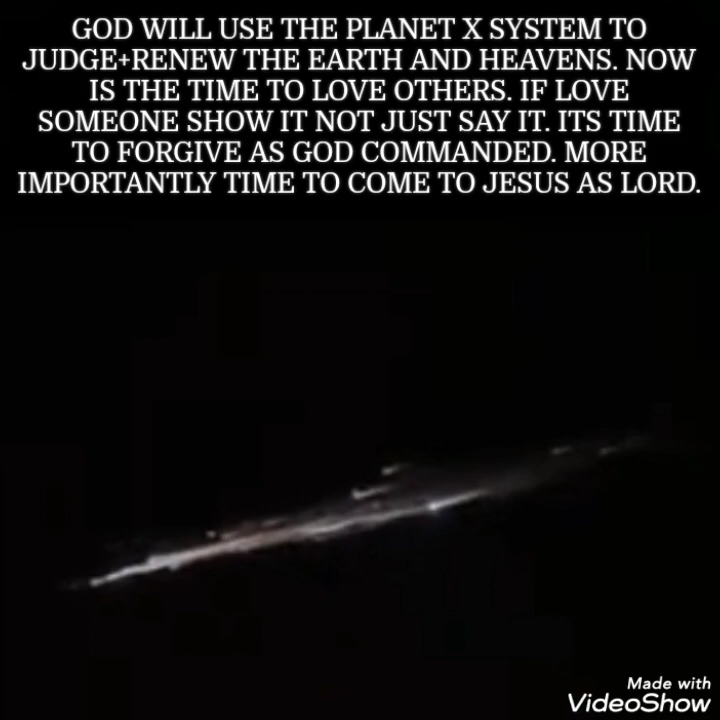 GOD WILL USE THE PLANET X SYSTEM TO
JUDGE+RENEW THE EARTH AND HEAVENS. NOW
IS THE TIME TO LOVE OTHERS. IF LOVE
SOMEONE SHOW IT NOT JUST SAY IT. ITS TIME
TO FORGIVE AS GOD COMMANDED. MORE
IMPORTANTLY TIME TO COME TO JESUS AS LORD.
Made with
VideoShow